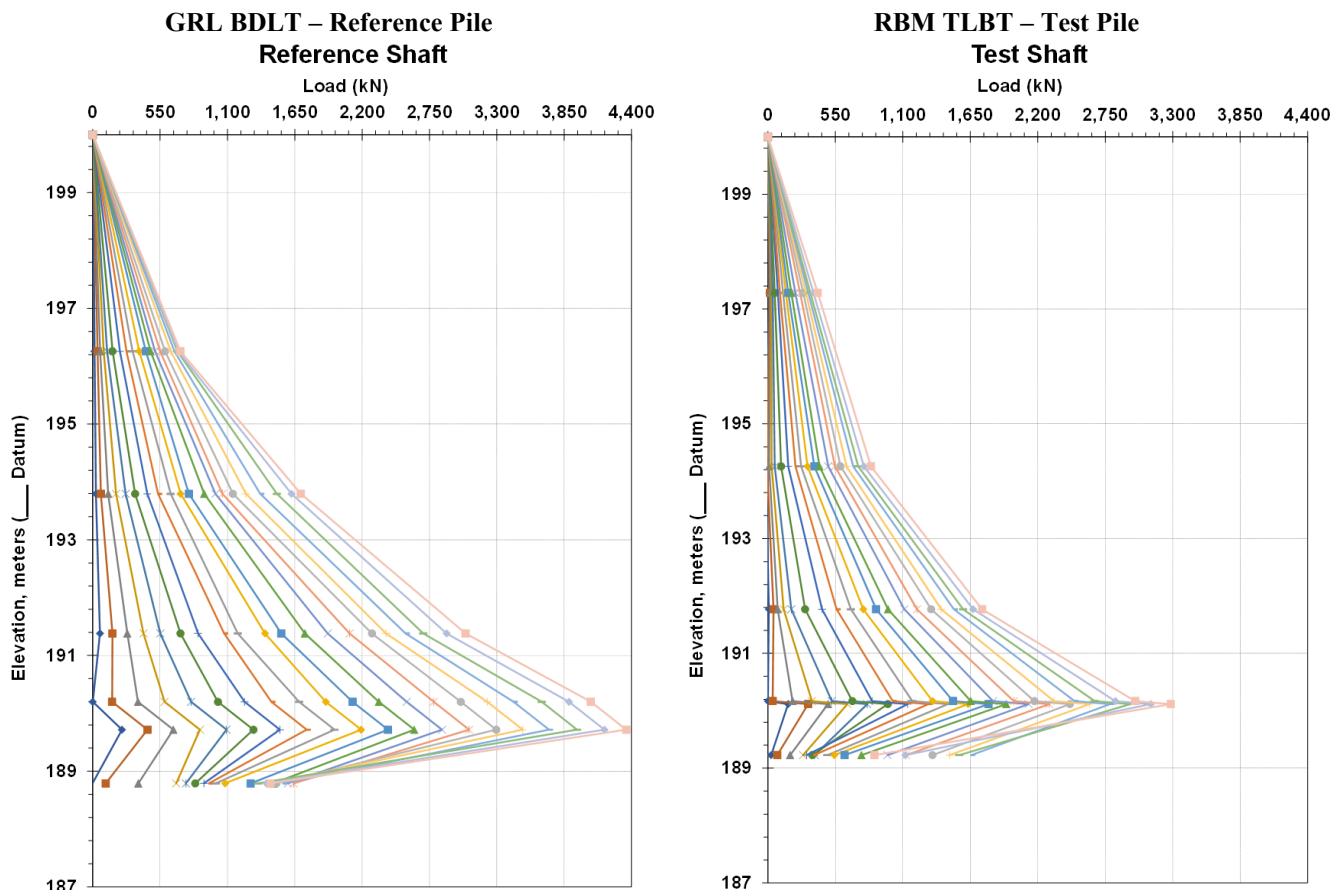 GRL BDLT – Reference Pile
Reference Shaft
Load (kN)
0 550 1,100 1,650 2,200 2,750 3,300 3,850 4,400
199
197
195
193
191
189
187
Elevation, meters (___ Datum)
RBM TLBT – Test Pile
Test Shaft
Load (kN)
0 550 1,100 1,650 2,200 2,750 3,300 3,850 4,400
199
197
195
193
191
189
187
Elevation, meters (___ Datum)